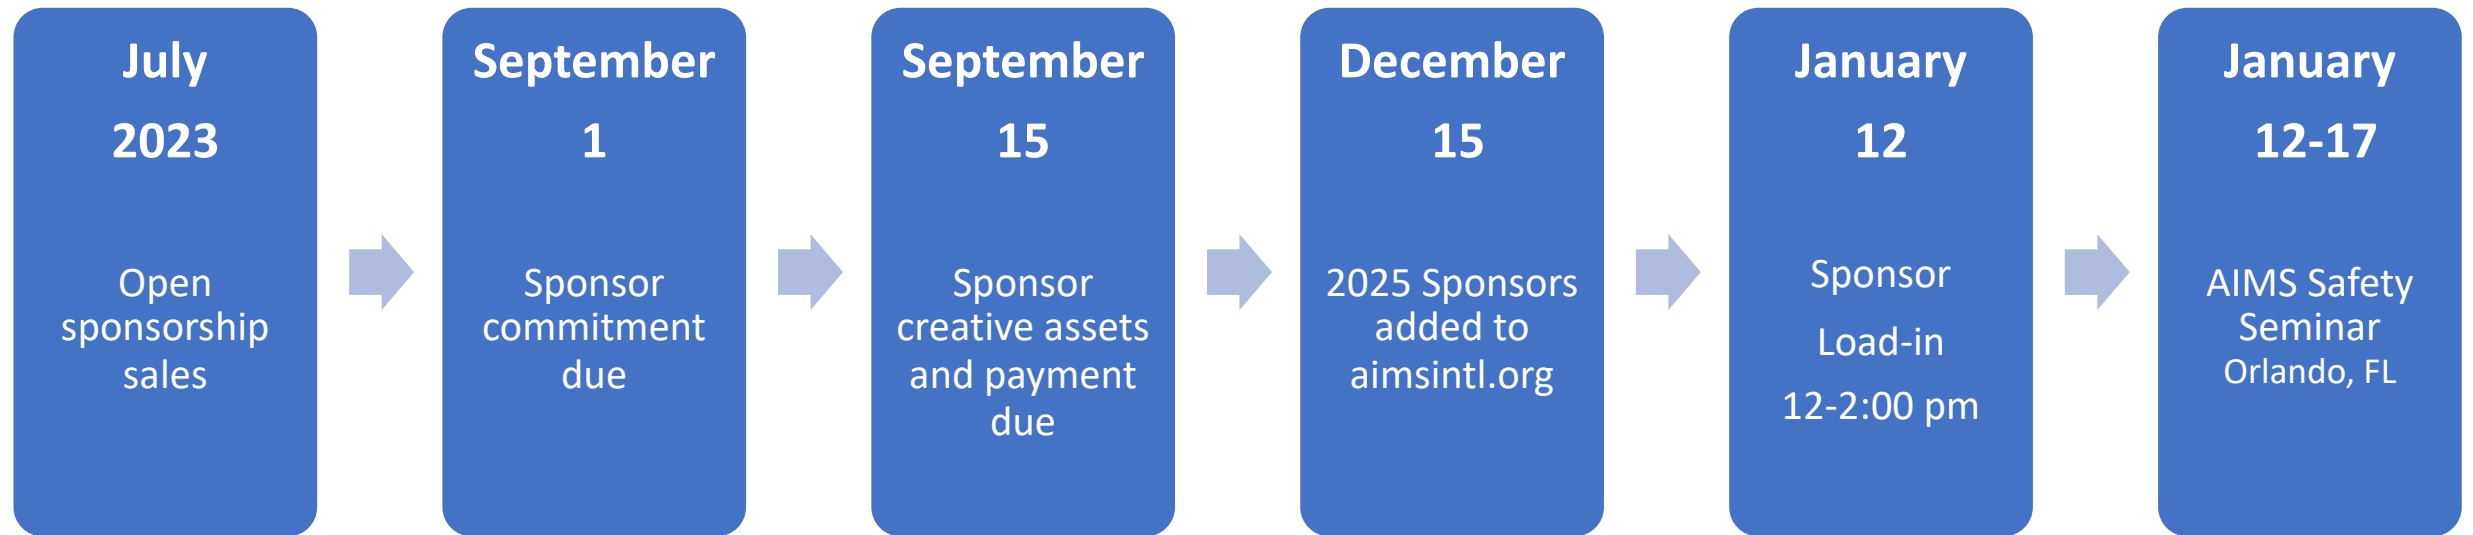 July
2023
Open
sponsorship
sales
September
1
Sponsor
commitment
due
September
15
Sponsor
creative assets
and payment
due
December
15
2025 Sponsors
added to
aimsintl.org
January
12
Sponsor
Load-in
12-2:00 pm
January
12-17
AIMS Safety
Seminar
Orlando, FL